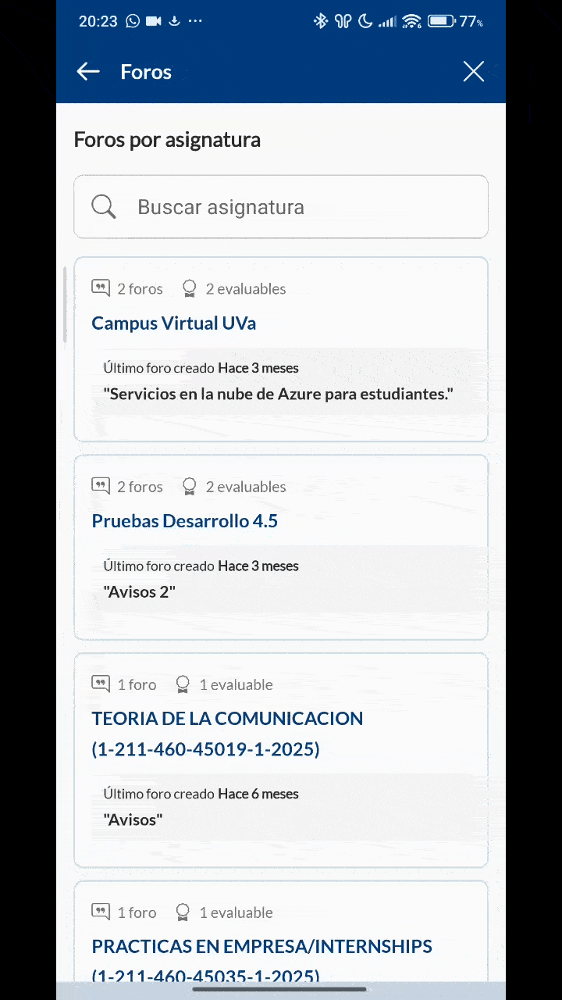 20:23 77%
Foros
Foros por asignatura
Buscar asignatura
2 foros 2 evaluables
Campus Virtual UVa
Último foro creado Hace 3 meses
"Servicios en la nube de Azure para estudiantes."
2 foros 2 evaluables
Pruebas Desarrollo 4.5
Último foro creado Hace 3 meses
"Avisos 2"
1 foro 1 evaluable
TEORIA DE LA COMUNICACION
(1-211-460-45019-1-2025)
Último foro creado Hace 6 meses
"Avisos"
1 foro 1 evaluable
PRACTICAS EN EMPRESA/INTERNSHIPS
(1-211-460-45035-1-2025)